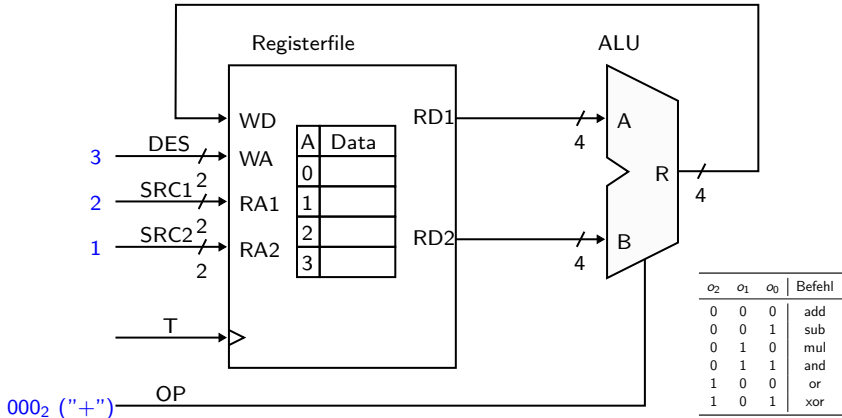 Registerfile
ALU
WD
RD1
A
A Data
3 DES
2
WA
0
R
2 SRC1
2
RA1
1
4
4
2
1 SRC2
2
RA2
3
RD2
B
4
T
OP
000₂ ("+")
o₂ o₁ o₀ Befehl
0 0 0 add
0 0 1 sub
0 1 0 mul
0 1 1 and
1 0 0 or
1 0 1 xor